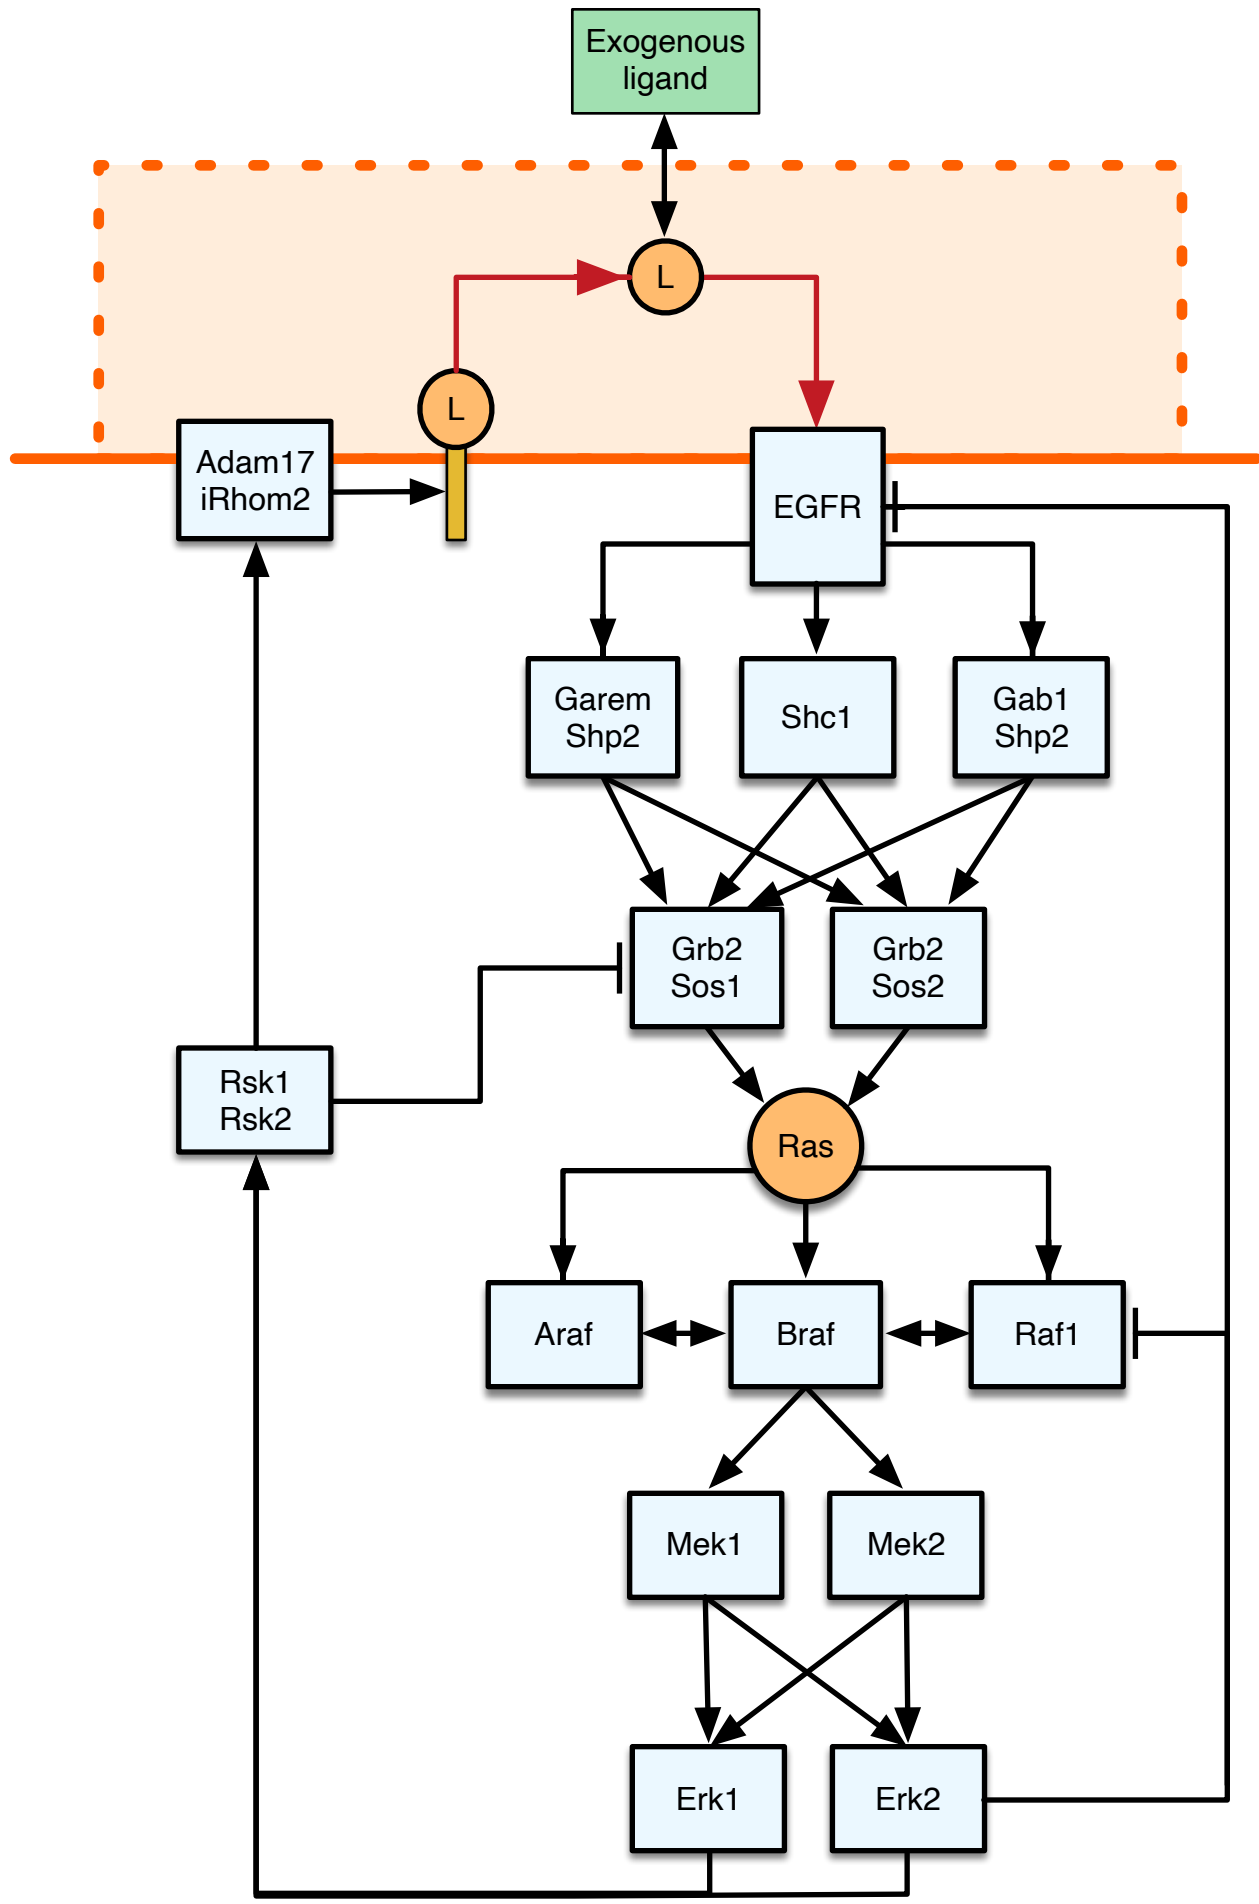 Exogenous
ligand
L
L
Adam17
iRhom2
EGFR
Garem
Shp2
Shc1
Gab1
Shp2
Grb2
Sos1
Grb2
Sos2
Rsk1
Rsk2
Ras
Araf
Braf
Raf1
Mek1
Mek2
Erk1
Erk2